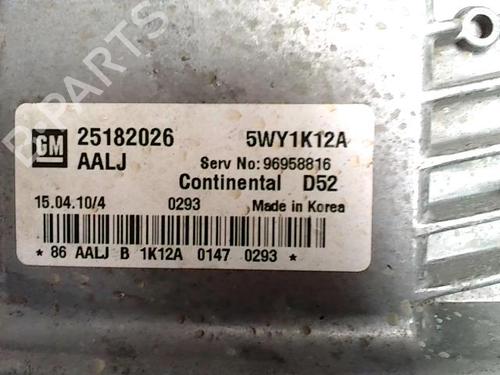 B-PARTS
GM 25182026 5WY1K12A
AALJ Serv No: 96958816
Continental D52
15.04.10/4 0293 Made in Korea
* 86 AALJ B 1K12A 0147 0293 *